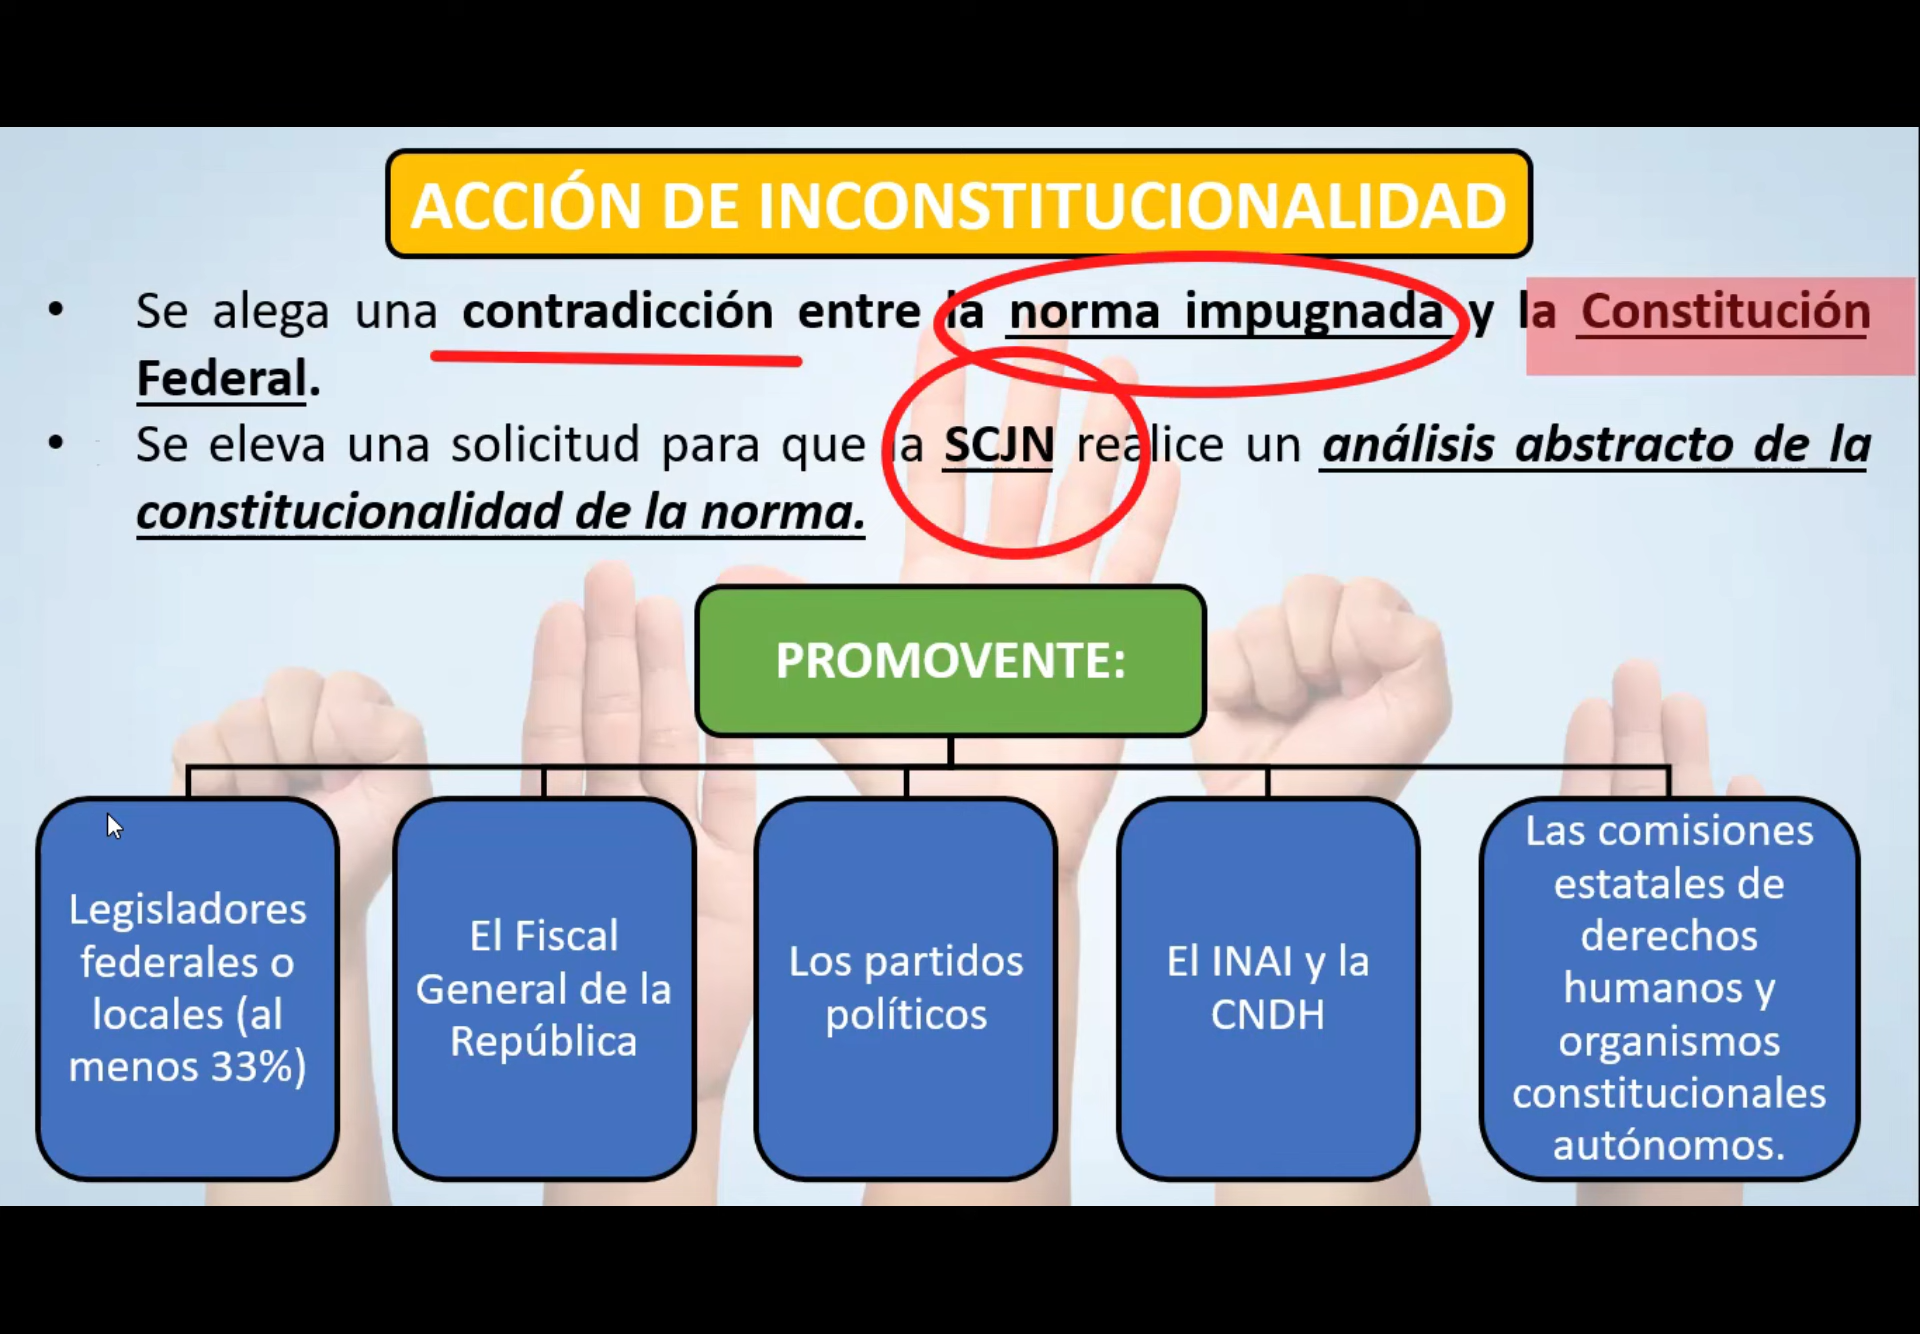 ACCIÓN DE INCONSTITUCIONALIDAD
• Se alega una contradicción entre la norma impugnada y la Constitución
Federal.
• Se eleva una solicitud para que la SCJN realice un análisis abstracto de la
constitucionalidad de la norma.
PROMOVENTE:
Legisladores
federales o
locales (al
menos 33%)
El Fiscal
General de la
República
Los partidos
políticos
El INAI y la
CNDH
Las comisiones
estatales de
derechos
humanos y
organismos
constitucionales
autónomos.